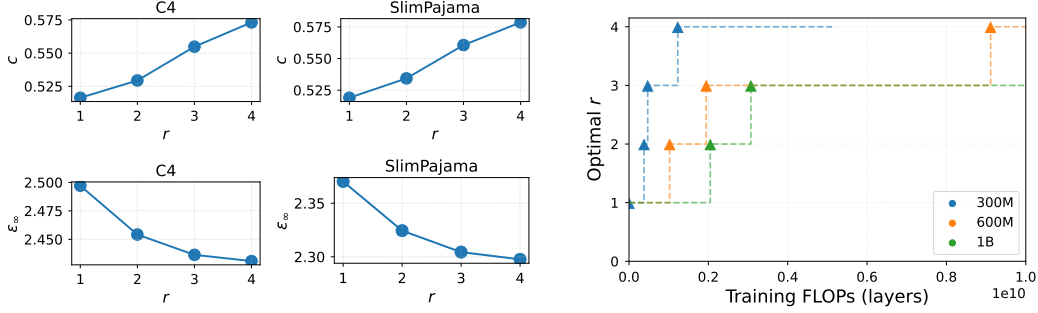 C4
c
0.575
0.550
0.525
1 2 3 4
r
SlimPajama
c
0.575
0.550
0.525
1 2 3 4
r
C4
ε∞
2.500
2.475
2.450
1 2 3 4
r
SlimPajama
ε∞
2.35
2.30
1 2 3 4
r
Optimal r
4
3
2
1
0
0.0 0.2 0.4 0.6 0.8 1.0
1e10
Training FLOPs (layers)
300M
600M
1B